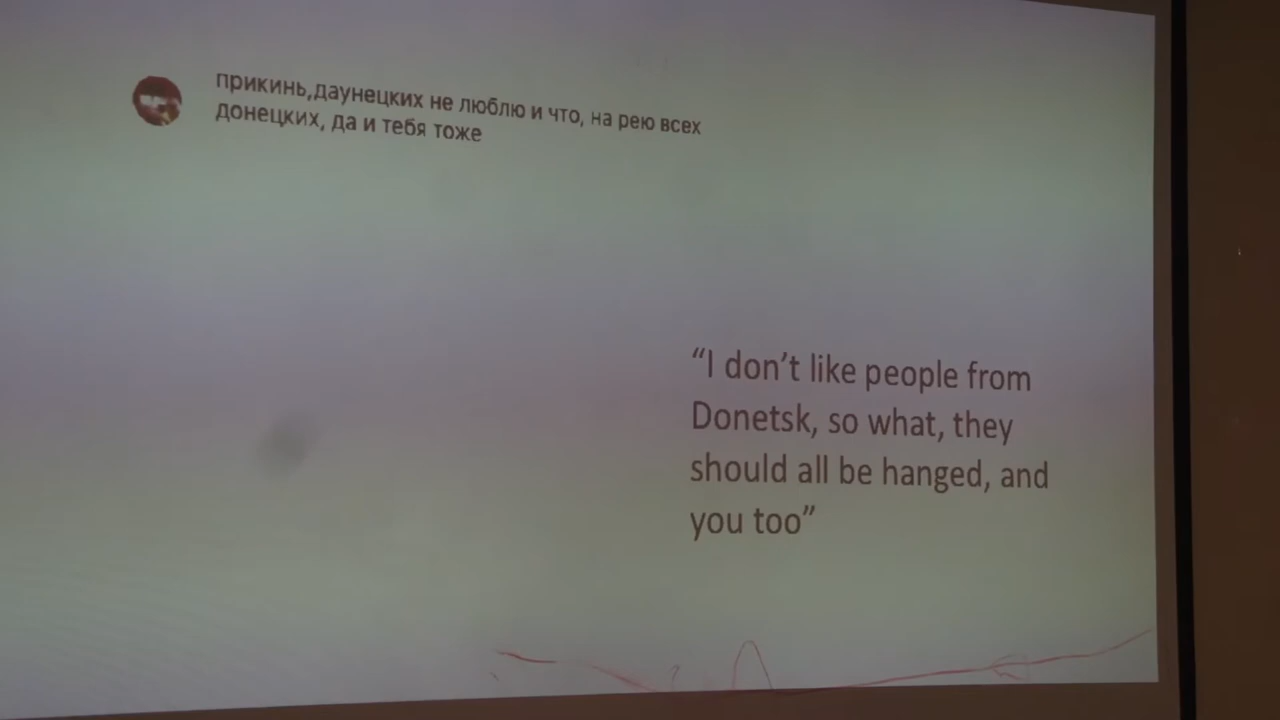 прикинь,даунецких не люблю и что, на рею всех
донецких, да и тебя тоже
“I don’t like people from
Donetsk, so what, they
should all be hanged, and
you too”